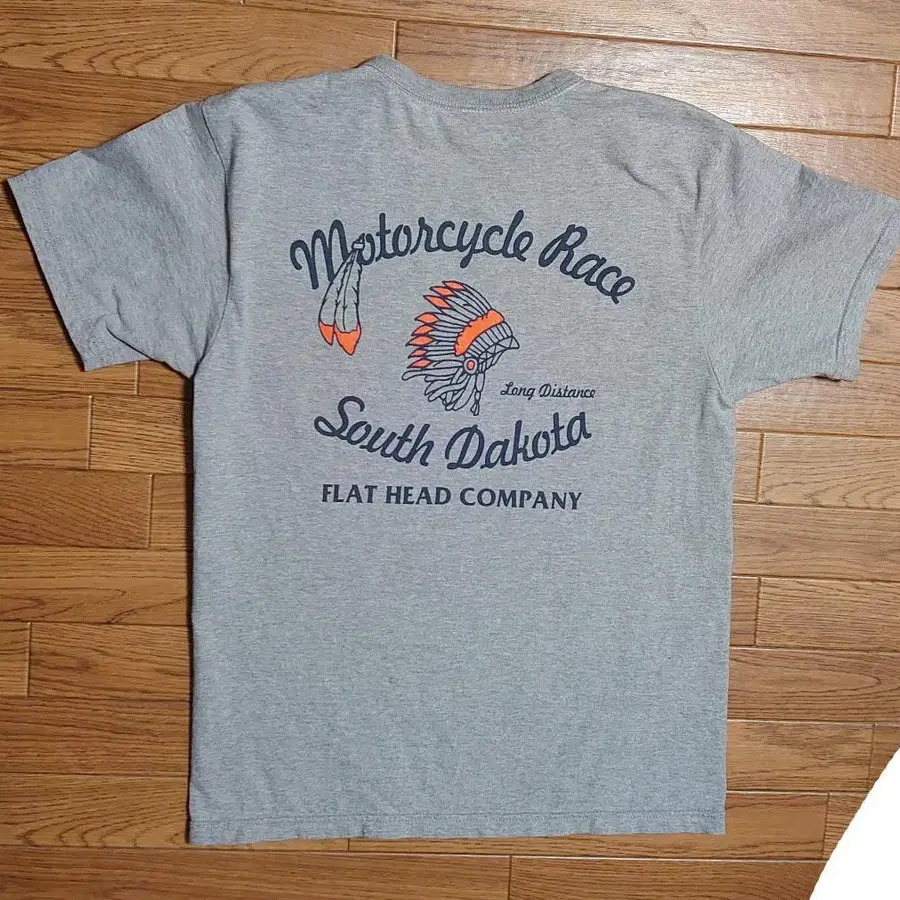 Motorcycle Race
Long Distance
South Dakota
FLAT HEAD COMPANY